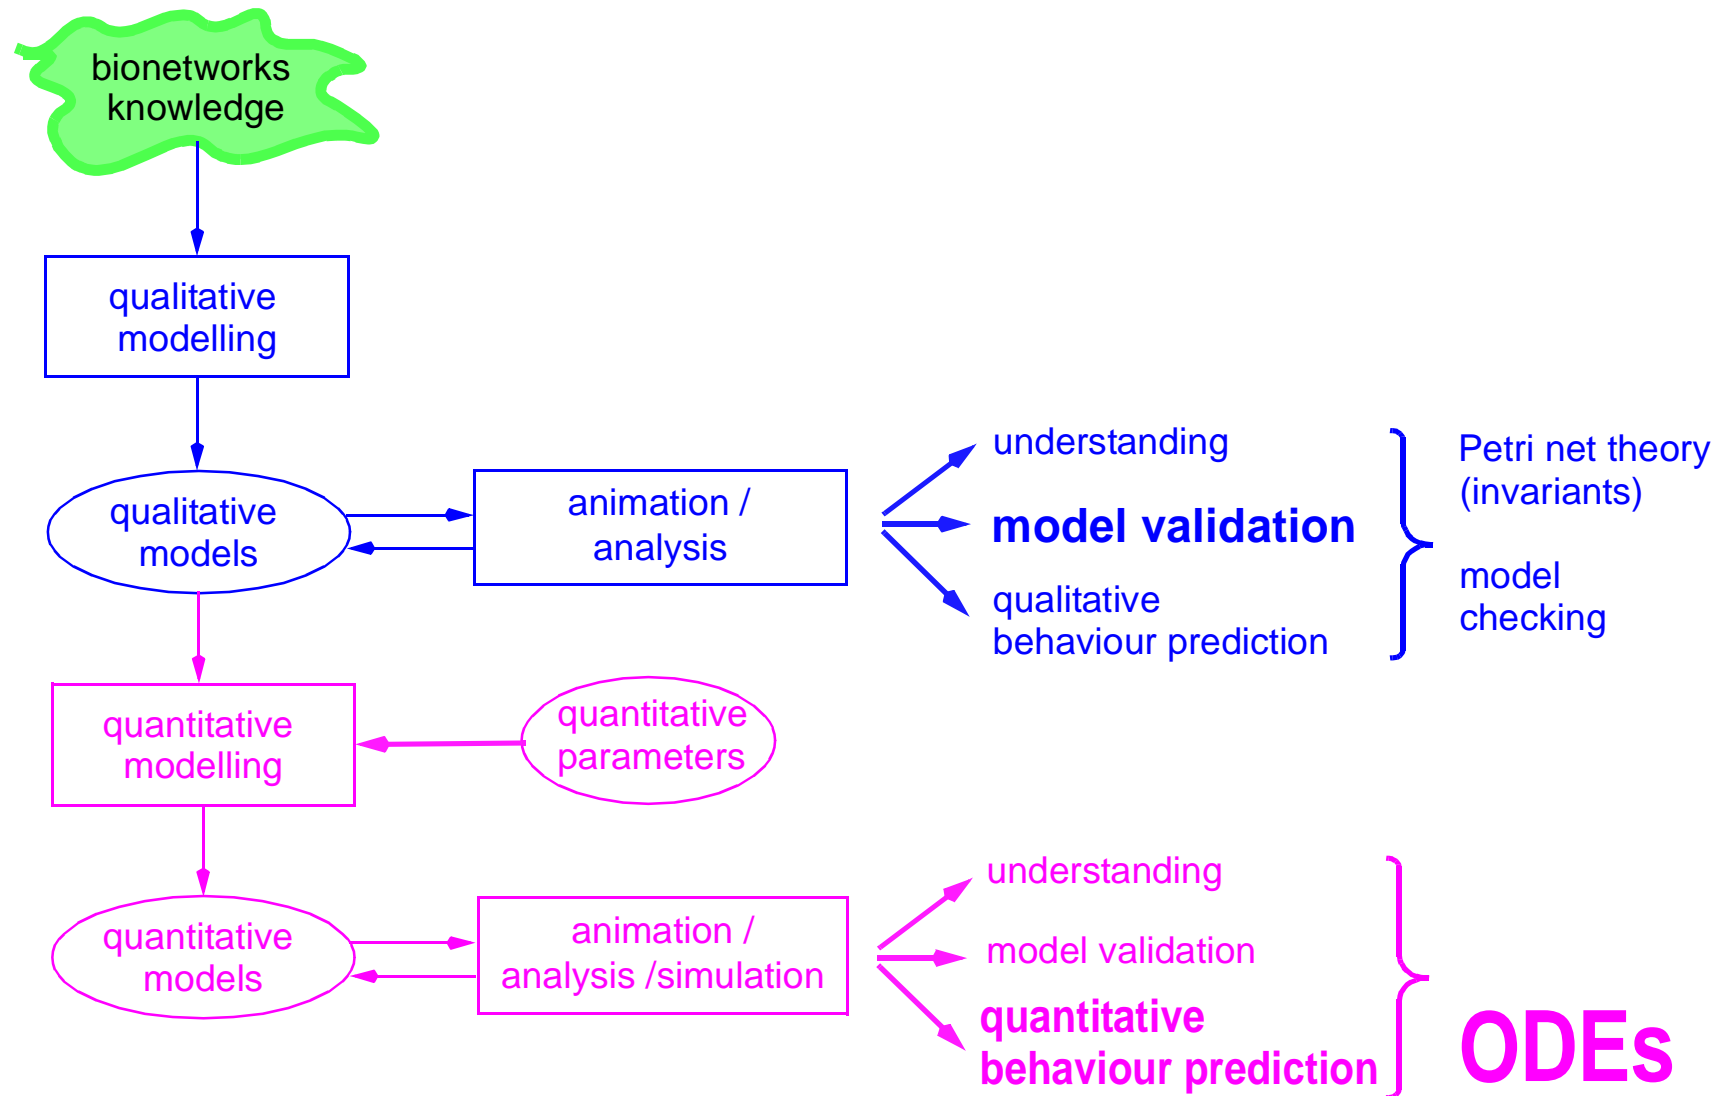 bionetworks
knowledge
qualitative
modelling
qualitative
models
animation /
analysis
understanding
model validation
qualitative
behaviour prediction
Petri net theory
(invariants)
model
checking
quantitative
modelling
quantitative
parameters
quantitative
models
animation /
analysis /simulation
understanding
model validation
quantitative
behaviour prediction
ODEs